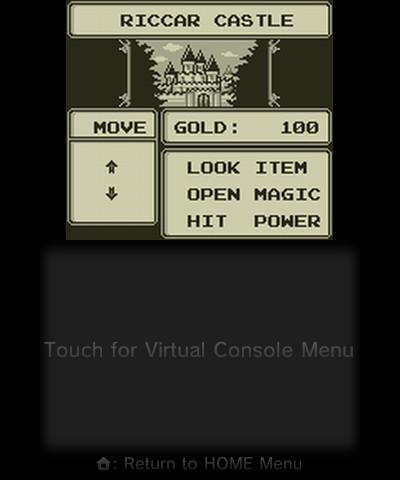 RICCAR CASTLE
MOVE GOLD: 100
LOOK ITEM
OPEN MAGIC
HIT POWER
Touch for Virtual Console Menu
: Return to HOME Menu